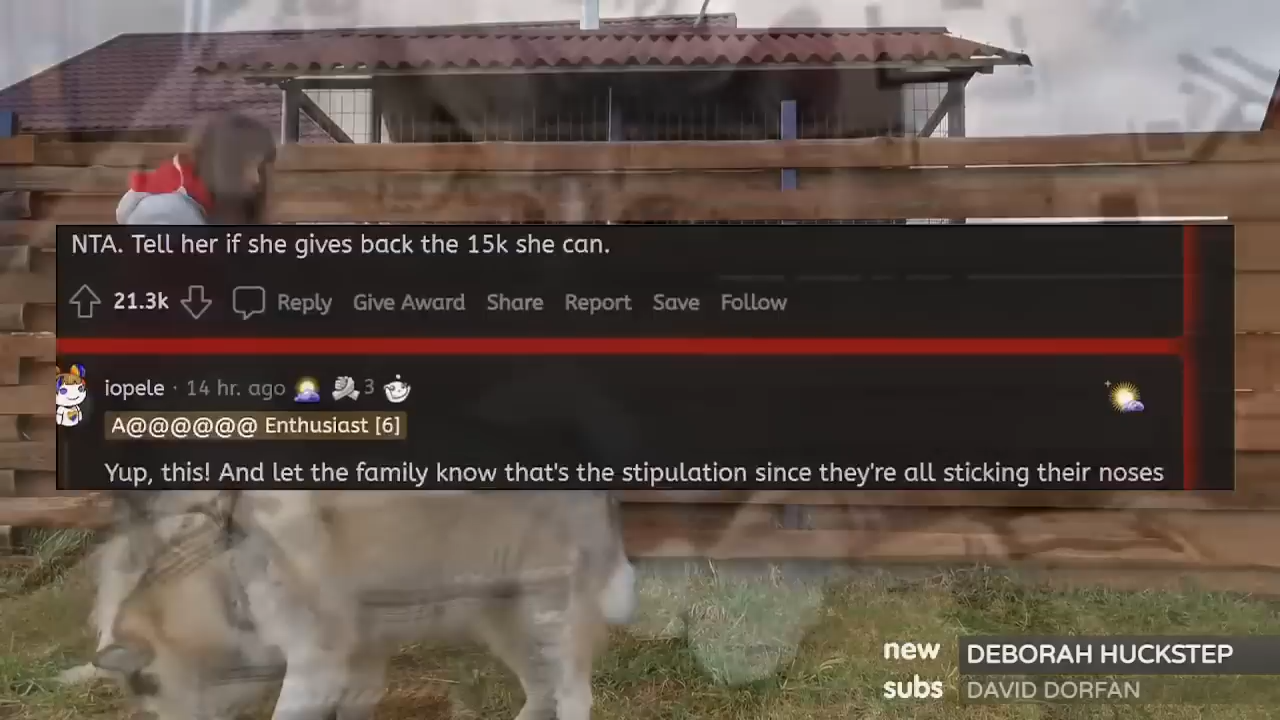 NTA. Tell her if she gives back the 15k she can.
21.3k Reply Give Award Share Report Save Follow
iopele · 14 hr. ago 3
A@@@@@@ Enthusiast [6]
Yup, this! And let the family know that's the stipulation since they're all sticking their noses
new DEBORAH HUCKSTEP
subs DAVID DORFAN